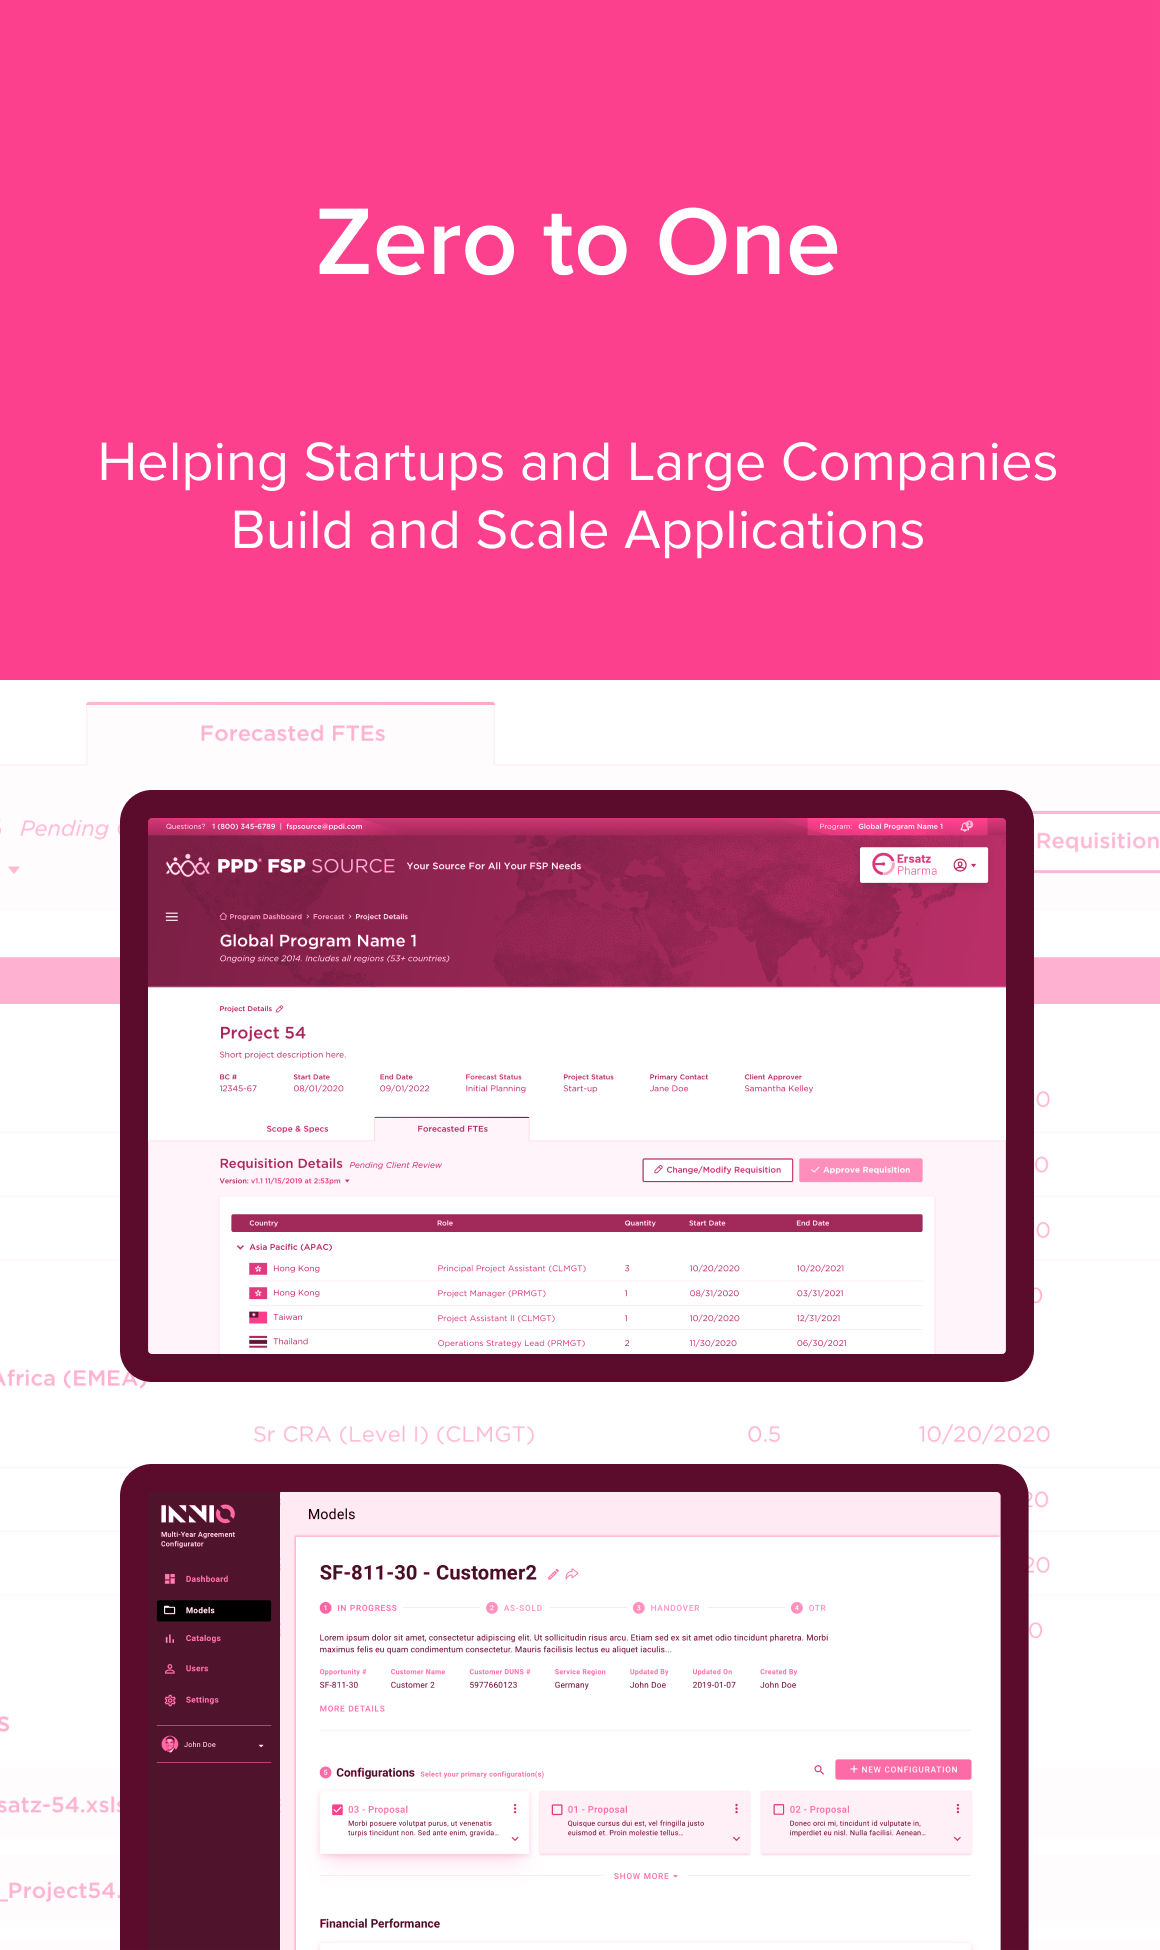 Zero to One
Helping Startups and Large Companies
Build and Scale Applications
Forecasted FTEs
Pending
Requisition
Questions? 1 (800) 345-6789 | fspsource@ppdi.com
Program: Global Program Name 1
PPD® FSP SOURCE Your Source For All Your FSP Needs
Ersatz
Pharma
Program Dashboard > Forecast > Project Details
Global Program Name 1
Ongoing since 2014. Includes all regions (53+ countries)
Project Details
Project 54
Short project description here.
BC # Start Date End Date Forecast Status Project Status Primary Contact Client Approver
12345-67 08/01/2020 09/01/2022 Initial Planning Start-up Jane Doe Samantha Kelley
Scope & Specs Forecasted FTEs
Requisition Details Pending Client Review
Change/Modify Requisition Approve Requisition
Version: v1.1 11/15/2019 at 2:53pm
Country Role Quantity Start Date End Date
Asia Pacific (APAC)
Hong Kong Principal Project Assistant (CLMGT) 3 10/20/2020 10/20/2021
Hong Kong Project Manager (PRMGT) 1 08/31/2020 03/31/2021
Taiwan Project Assistant II (CLMGT) 1 10/20/2020 12/31/2021
Thailand Operations Strategy Lead (PRMGT) 2 11/30/2020 06/30/2021
Africa (EMEA)
Sr CRA (Level I) (CLMGT) 0.5 10/20/2020
INNIO
Multi-Year Agreement
Configurator
Dashboard
Models
Catalogs
Users
Settings
John Doe
Models
SF-811-30 - Customer2
1 IN PROGRESS 2 AS-SOLD 3 HANDOVER 4 OTR
Lorem ipsum dolor sit amet, consectetur adipiscing elit. Ut sollicitudin risus arcu. Etiam sed ex sit amet odio tincidunt pharetra. Morbi
maximus felis eu quam condimentum consectetur. Mauris facilisis lectus eu aliquet iaculis...
Opportunity # Customer Name Customer DUNS # Service Region Updated By Updated On Created By
SF-811-30 Customer 2 5977660123 Germany John Doe 2019-01-07 John Doe
MORE DETAILS
5 Configurations Select your primary configuration(s)
+ NEW CONFIGURATION
03 - Proposal
Morbi posuere volutpat purus, ut venenatis
turpis tincidunt non. Sed ante enim, gravida...
01 - Proposal
Quisque cursus dui est, vel fringilla justo
euismod et. Proin molestie tellus...
02 - Proposal
Donec orci mi, tincidunt id vulputate in,
imperdiet eu nisl. Nulla facilisi. Aenean...
SHOW MORE
Financial Performance
satz-54.xsls
_Project54.